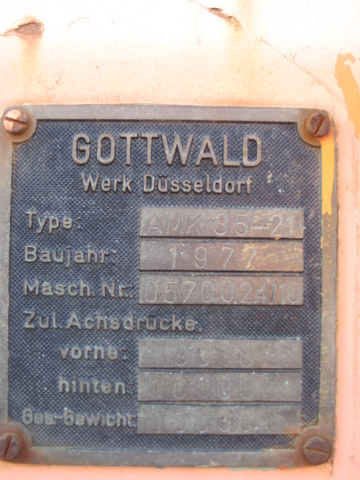 GOTTWALD
Werk Düsseldorf
Type: AMK 35-21
Baujahr: 1977
Masch. Nr.:
Zul. Achsdrücke,
vorne:
hinten
Ges. Gewicht: